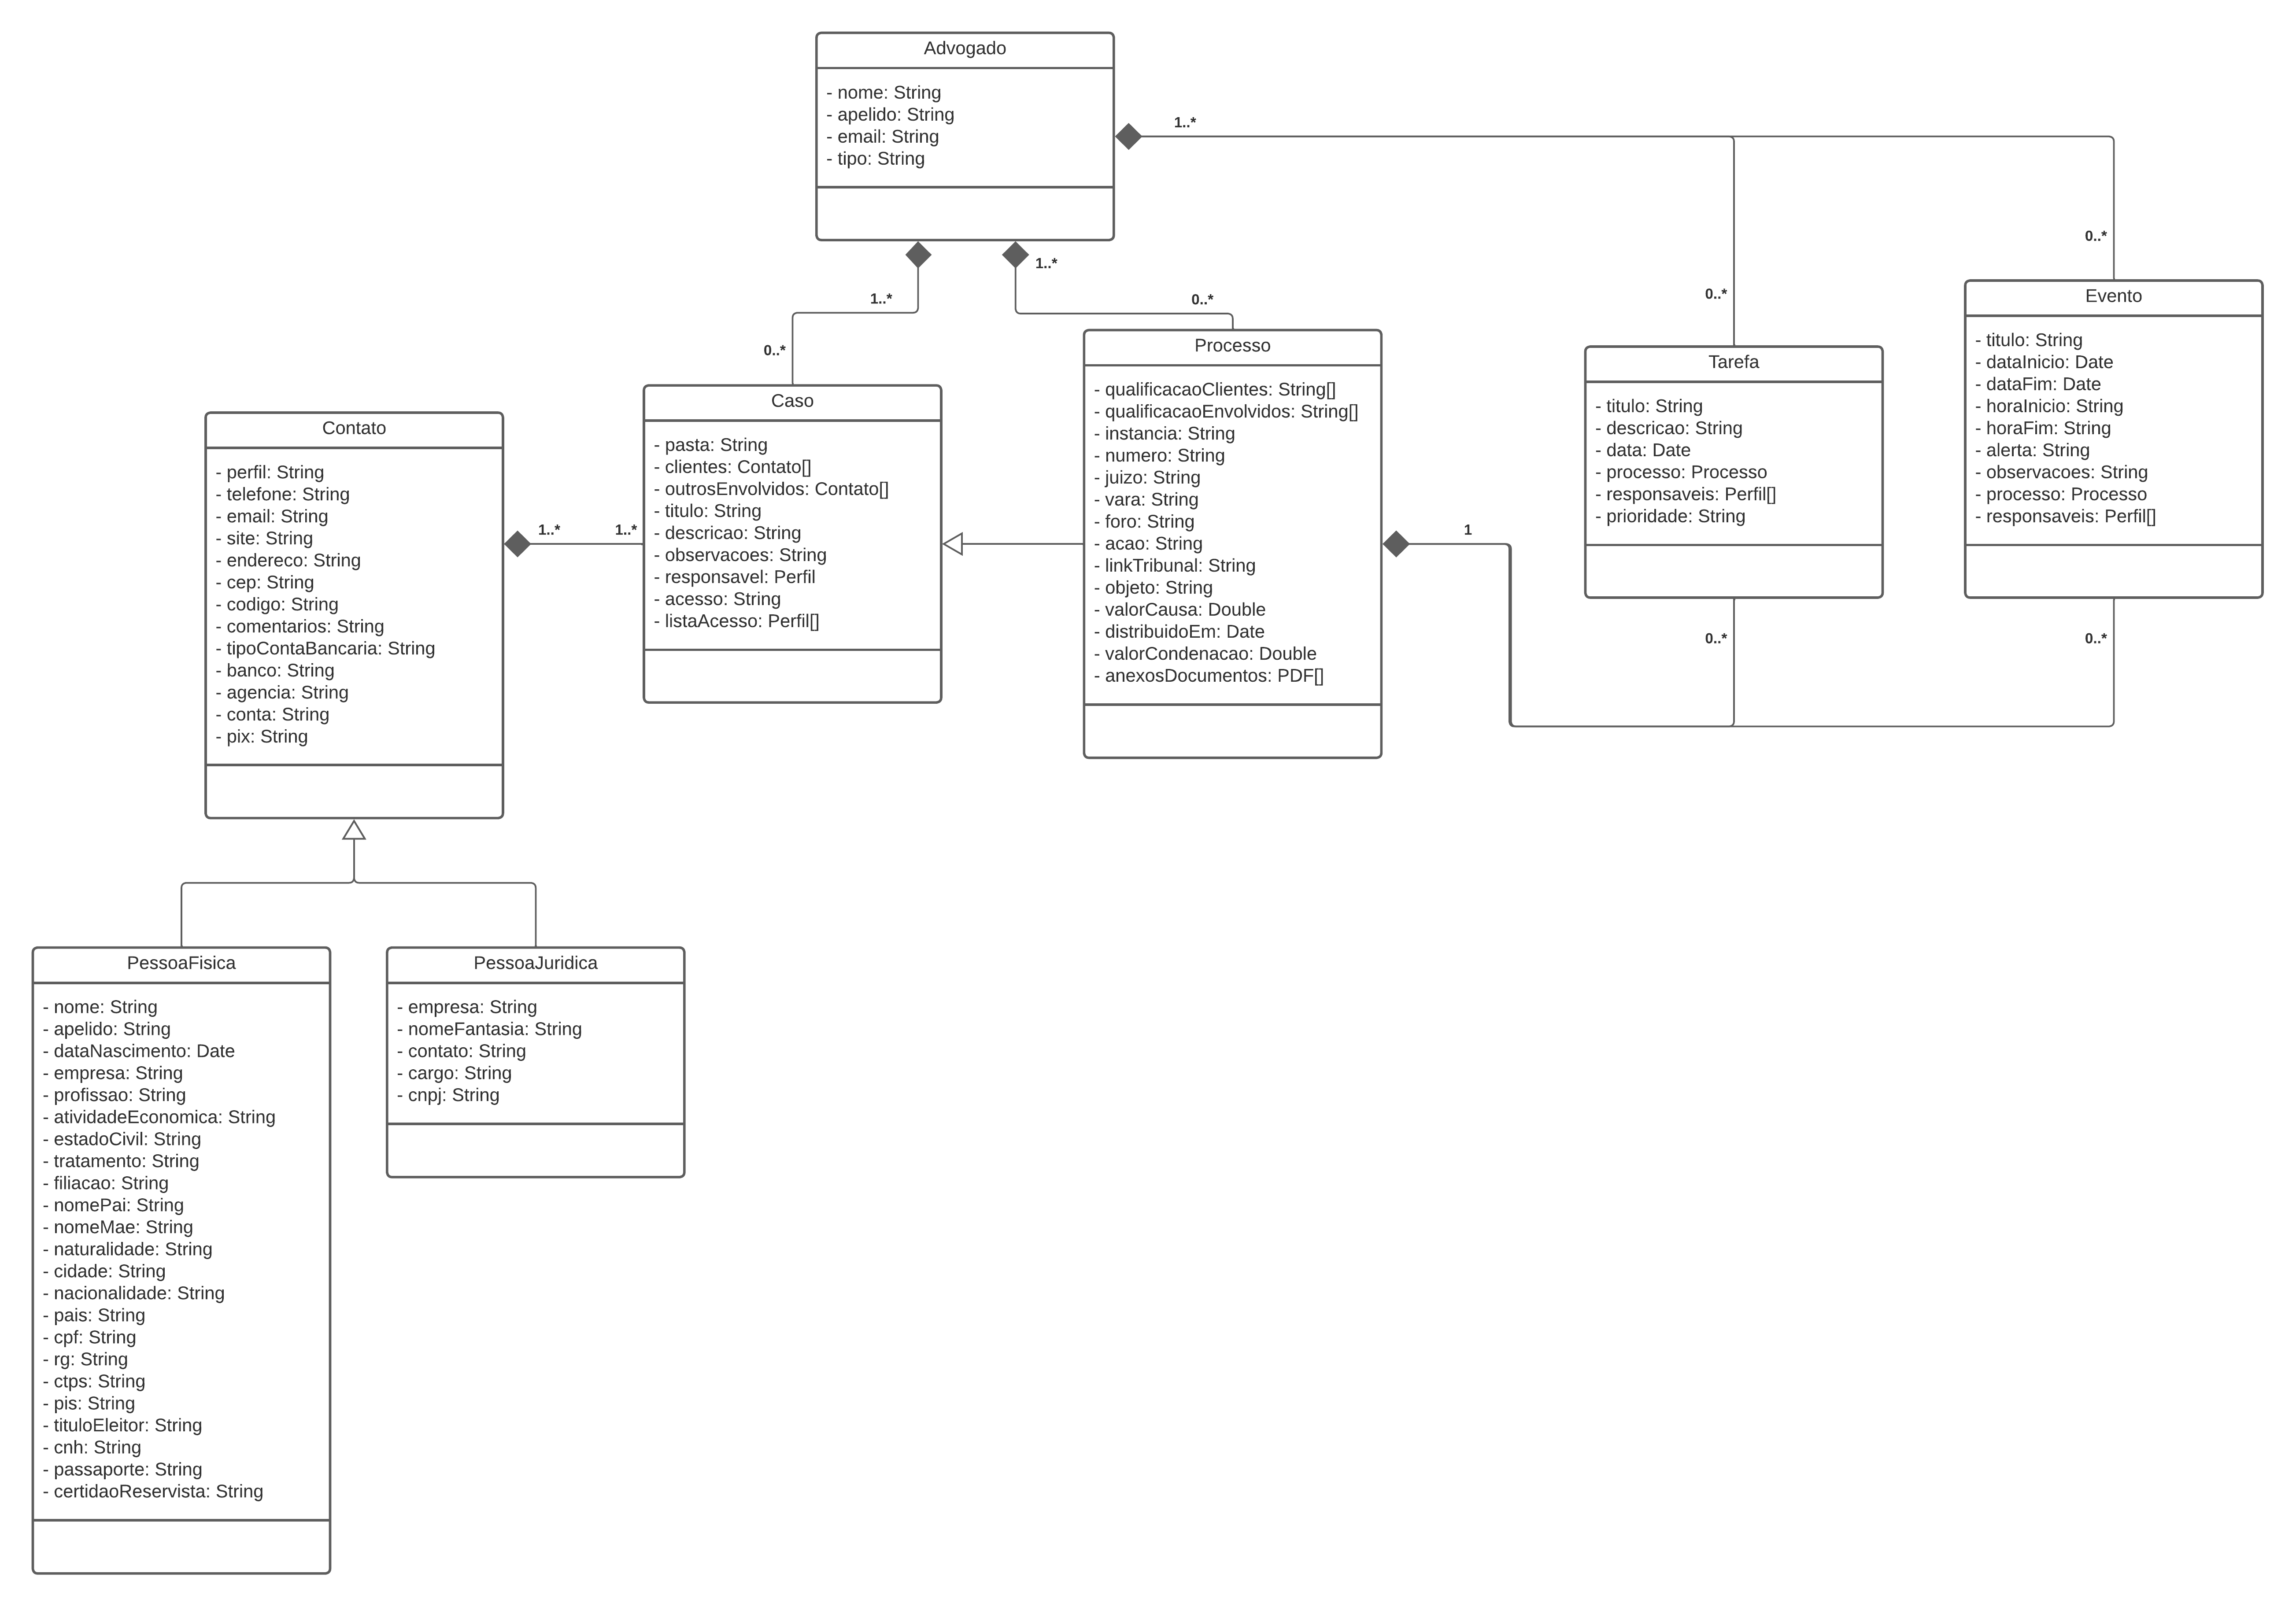 Advogado
- nome: String
- apelido: String
- email: String
- tipo: String
1..*
0..*
0..*
1..*
0..*
1..*
0..*
Evento
- titulo: String
- dataInicio: Date
- dataFim: Date
- horaInicio: String
- horaFim: String
- alerta: String
- observacoes: String
- processo: Processo
- responsaveis: Perfil[]
Tarefa
- titulo: String
- descricao: String
- data: Date
- processo: Processo
- responsaveis: Perfil[]
- prioridade: String
Processo
- qualificacaoClientes: String[]
- qualificacaoEnvolvidos: String[]
- instancia: String
- numero: String
- juizo: String
- vara: String
- foro: String
- acao: String
- linkTribunal: String
- objeto: String
- valorCausa: Double
- distribuidoEm: Date
- valorCondenacao: Double
- anexosDocumentos: PDF[]
1
0..*
0..*
Caso
- pasta: String
- clientes: Contato[]
- outrosEnvolvidos: Contato[]
- titulo: String
- descricao: String
- observacoes: String
- responsavel: Perfil
- acesso: String
- listaAcesso: Perfil[]
1..*
1..*
Contato
- perfil: String
- telefone: String
- email: String
- site: String
- endereco: String
- cep: String
- codigo: String
- comentarios: String
- tipoContaBancaria: String
- banco: String
- agencia: String
- conta: String
- pix: String
PessoaFisica
- nome: String
- apelido: String
- dataNascimento: Date
- empresa: String
- profissao: String
- atividadeEconomica: String
- estadoCivil: String
- tratamento: String
- filiacao: String
- nomePai: String
- nomeMae: String
- naturalidade: String
- cidade: String
- nacionalidade: String
- pais: String
- cpf: String
- rg: String
- ctps: String
- pis: String
- tituloEleitor: String
- cnh: String
- passaporte: String
- certidaoReservista: String
PessoaJuridica
- empresa: String
- nomeFantasia: String
- contato: String
- cargo: String
- cnpj: String